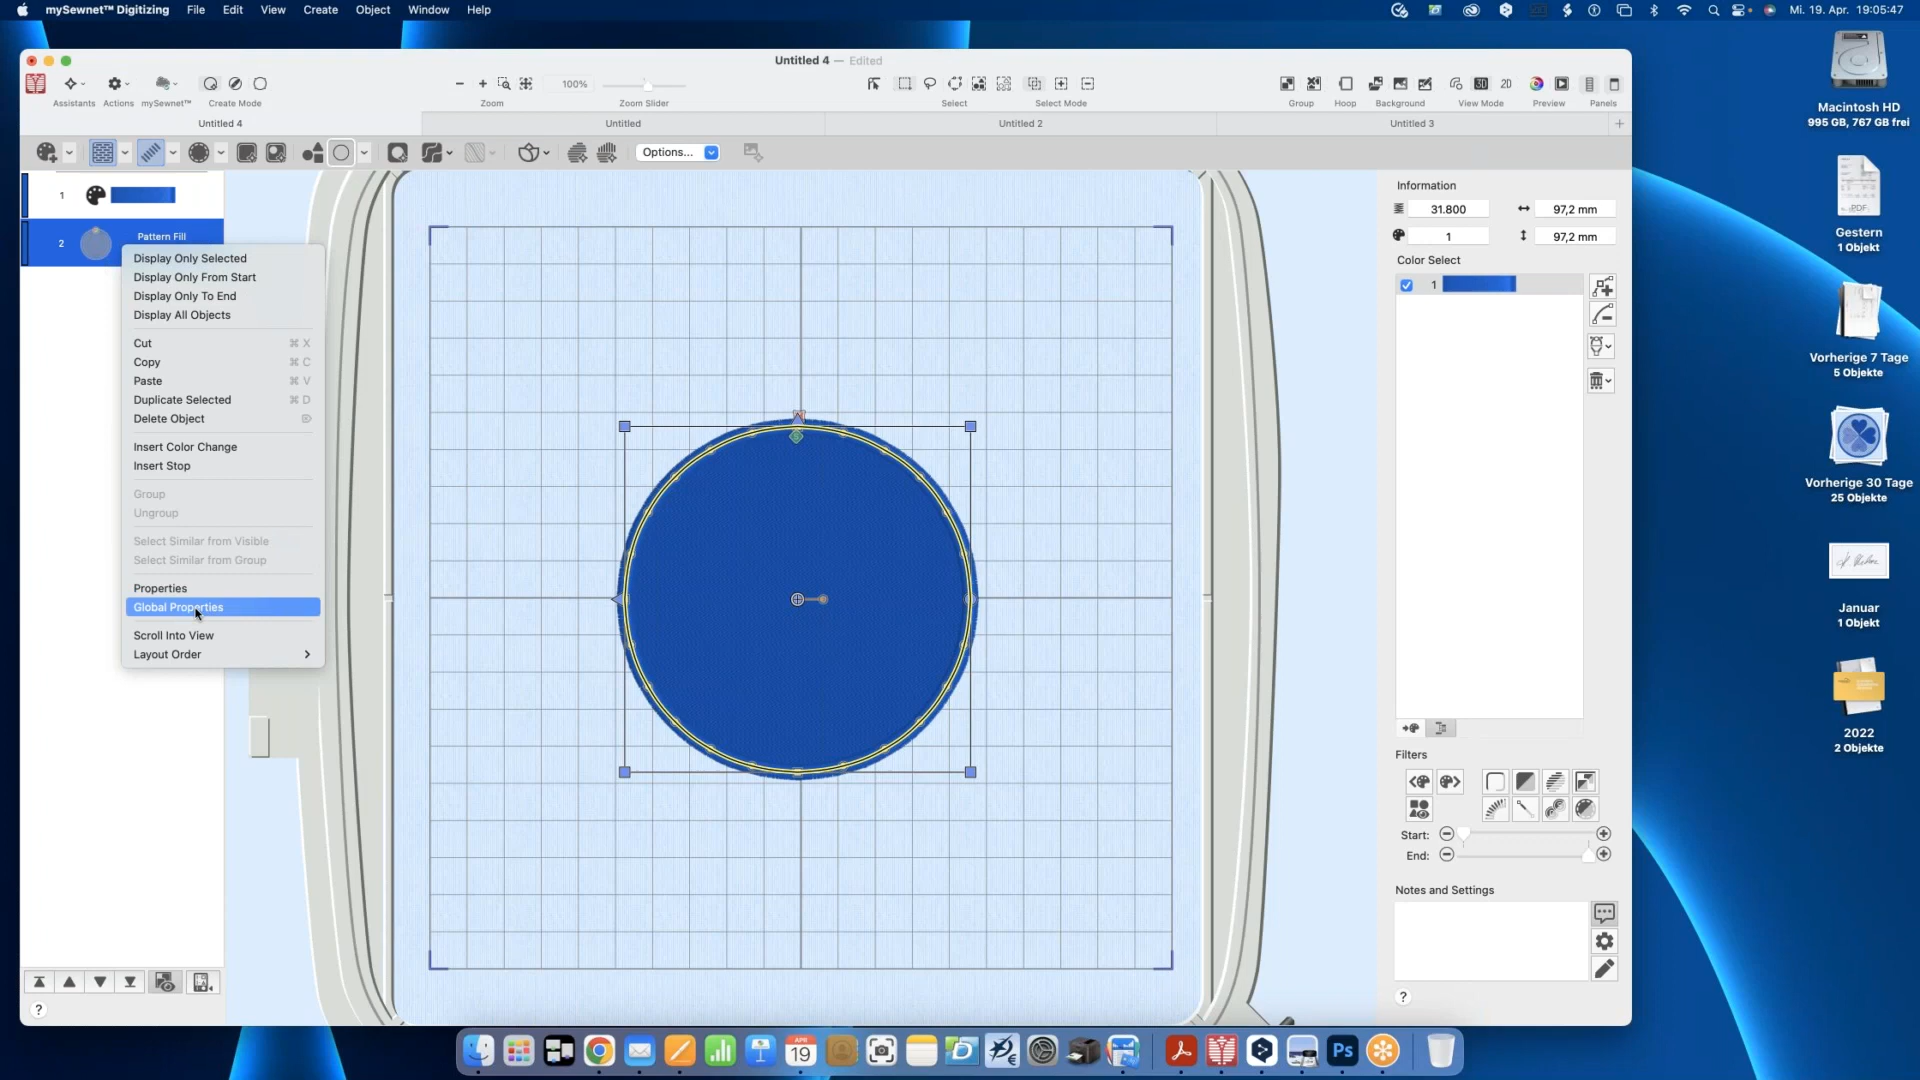 mySewnet™ Digitizing File Edit View Create Object Window Help
Mi. 19. Apr. 19:05:47
Untitled 4 — Edited
100%
Assistants Actions mySewnet™ Create Mode Zoom Zoom Slider Select Select Mode Group Hoop Background View Mode Preview Panels
3D 2D
Untitled 4 Untitled Untitled 2 Untitled 3
Options...
1
2 Pattern Fill
Display Only Selected
Display Only From Start
Display Only To End
Display All Objects
Cut ⌘ X
Copy ⌘ C
Paste ⌘ V
Duplicate Selected ⌘ D
Delete Object
Insert Color Change
Insert Stop
Group
Ungroup
Select Similar from Visible
Select Similar from Group
Properties
Global Properties
Scroll Into View
Layout Order
?
Information
31.800 97,2 mm
1 97,2 mm
Color Select
1
Filters
Start:
End:
Notes and Settings
?
Macintosh HD
995 GB, 767 GB frei
PDF
Gestern
1 Objekt
Vorherige 7 Tage
5 Objekte
Vorherige 30 Tage
25 Objekte
Januar
1 Objekt
2022
2 Objekte
APR
19
Ps